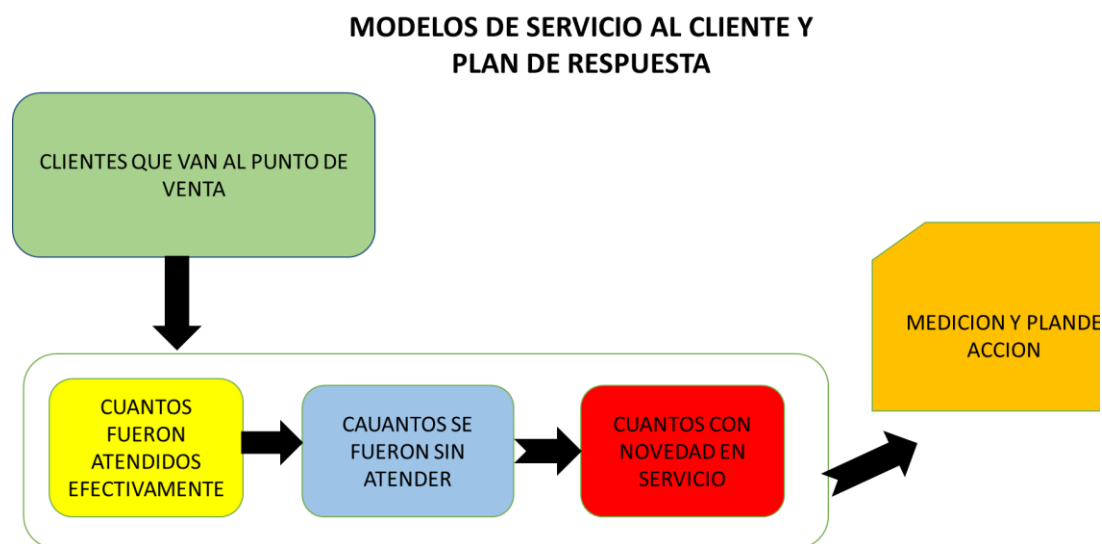 MODELOS DE SERVICIO AL CLIENTE Y
PLAN DE RESPUESTA
CLIENTES QUE VAN AL PUNTO DE
VENTA
CUANTOS
FUERON
ATENDIDOS
EFECTIVAMENTE
CAUANTOS SE
FUERON SIN
ATENDER
CUANTOS CON
NOVEDAD EN
SERVICIO
MEDICION Y PLANDE
ACCION